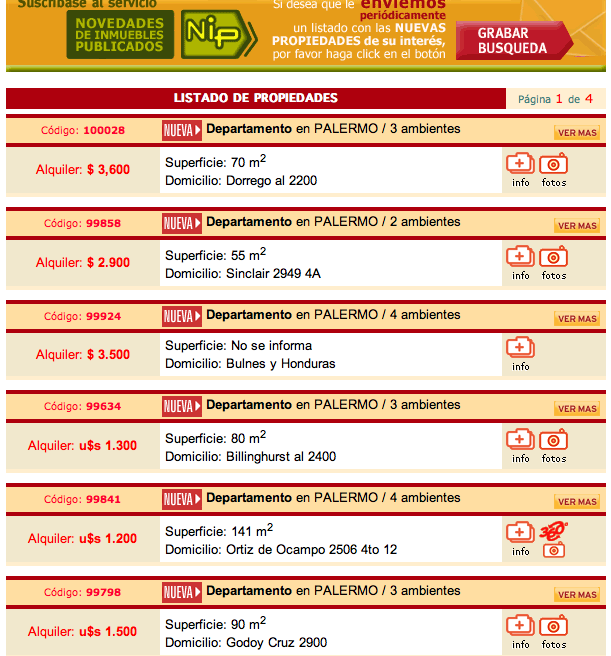 Suscríbase al servicio
NOVEDADES
DE INMUEBLES
PUBLICADOS
Nip
Si desea que le enviemos
periódicamente
un listado con las NUEVAS
PROPIEDADES de su interés,
por favor haga click en el botón
GRABAR
BUSQUEDA
LISTADO DE PROPIEDADES
Página 1 de 4
Código: 100028
NUEVA Departamento en PALERMO / 3 ambientes
VER MAS
Alquiler: $ 3,600
Superficie: 70 m2
Domicilio: Dorrego al 2200
info fotos
Código: 99858
NUEVA Departamento en PALERMO / 2 ambientes
VER MAS
Alquiler: $ 2.900
Superficie: 55 m2
Domicilio: Sinclair 2949 4A
info fotos
Código: 99924
NUEVA Departamento en PALERMO / 4 ambientes
VER MAS
Alquiler: $ 3.500
Superficie: No se informa
Domicilio: Bulnes y Honduras
info
Código: 99634
NUEVA Departamento en PALERMO / 3 ambientes
VER MAS
Alquiler: u$s 1.300
Superficie: 80 m2
Domicilio: Billinghurst al 2400
info fotos
Código: 99841
NUEVA Departamento en PALERMO / 4 ambientes
VER MAS
Alquiler: u$s 1.200
Superficie: 141 m2
Domicilio: Ortiz de Ocampo 2506 4to 12
info
360°
Código: 99798
NUEVA Departamento en PALERMO / 3 ambientes
VER MAS
Alquiler: u$s 1.500
Superficie: 90 m2
Domicilio: Godoy Cruz 2900
info fotos